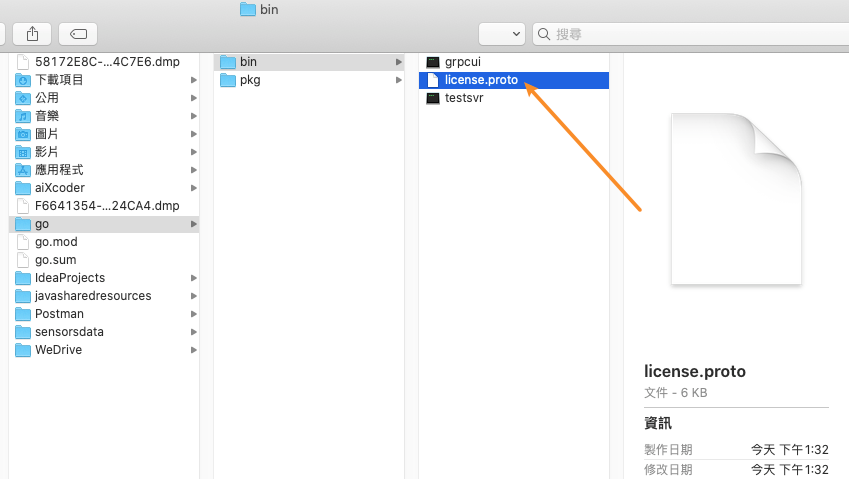 bin
搜尋
58172E8C-...4C7E6.dmp
下載項目
公用
音樂
圖片
影片
應用程式
aiXcoder
F6641354-...24CA4.dmp
go
go.mod
go.sum
IdeaProjects
javasharedresources
Postman
sensorsdata
WeDrive
bin
pkg
grpcui
license.proto
testsvr
license.proto
文件 - 6 KB
資訊
製作日期 今天 下午1:32
修改日期 今天 下午1:32